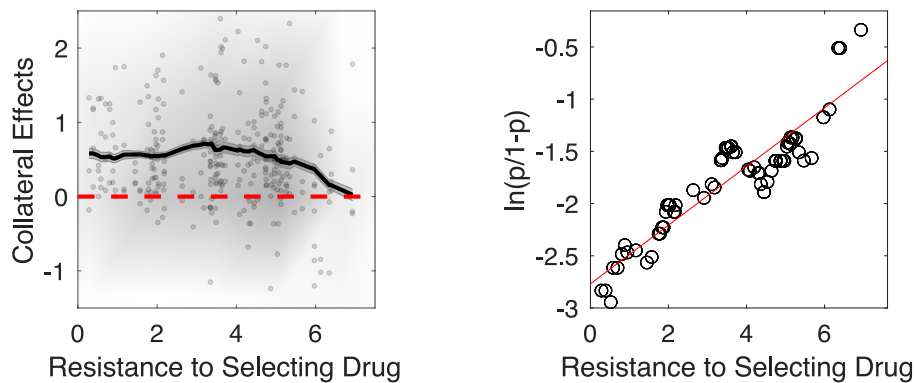 2
1
0
-1
Collateral Effects
0 2 4 6
Resistance to Selecting Drug
-0.5
-1
-1.5
-2
-2.5
-3
ln(p/1-p)
0 2 4 6
Resistance to Selecting Drug